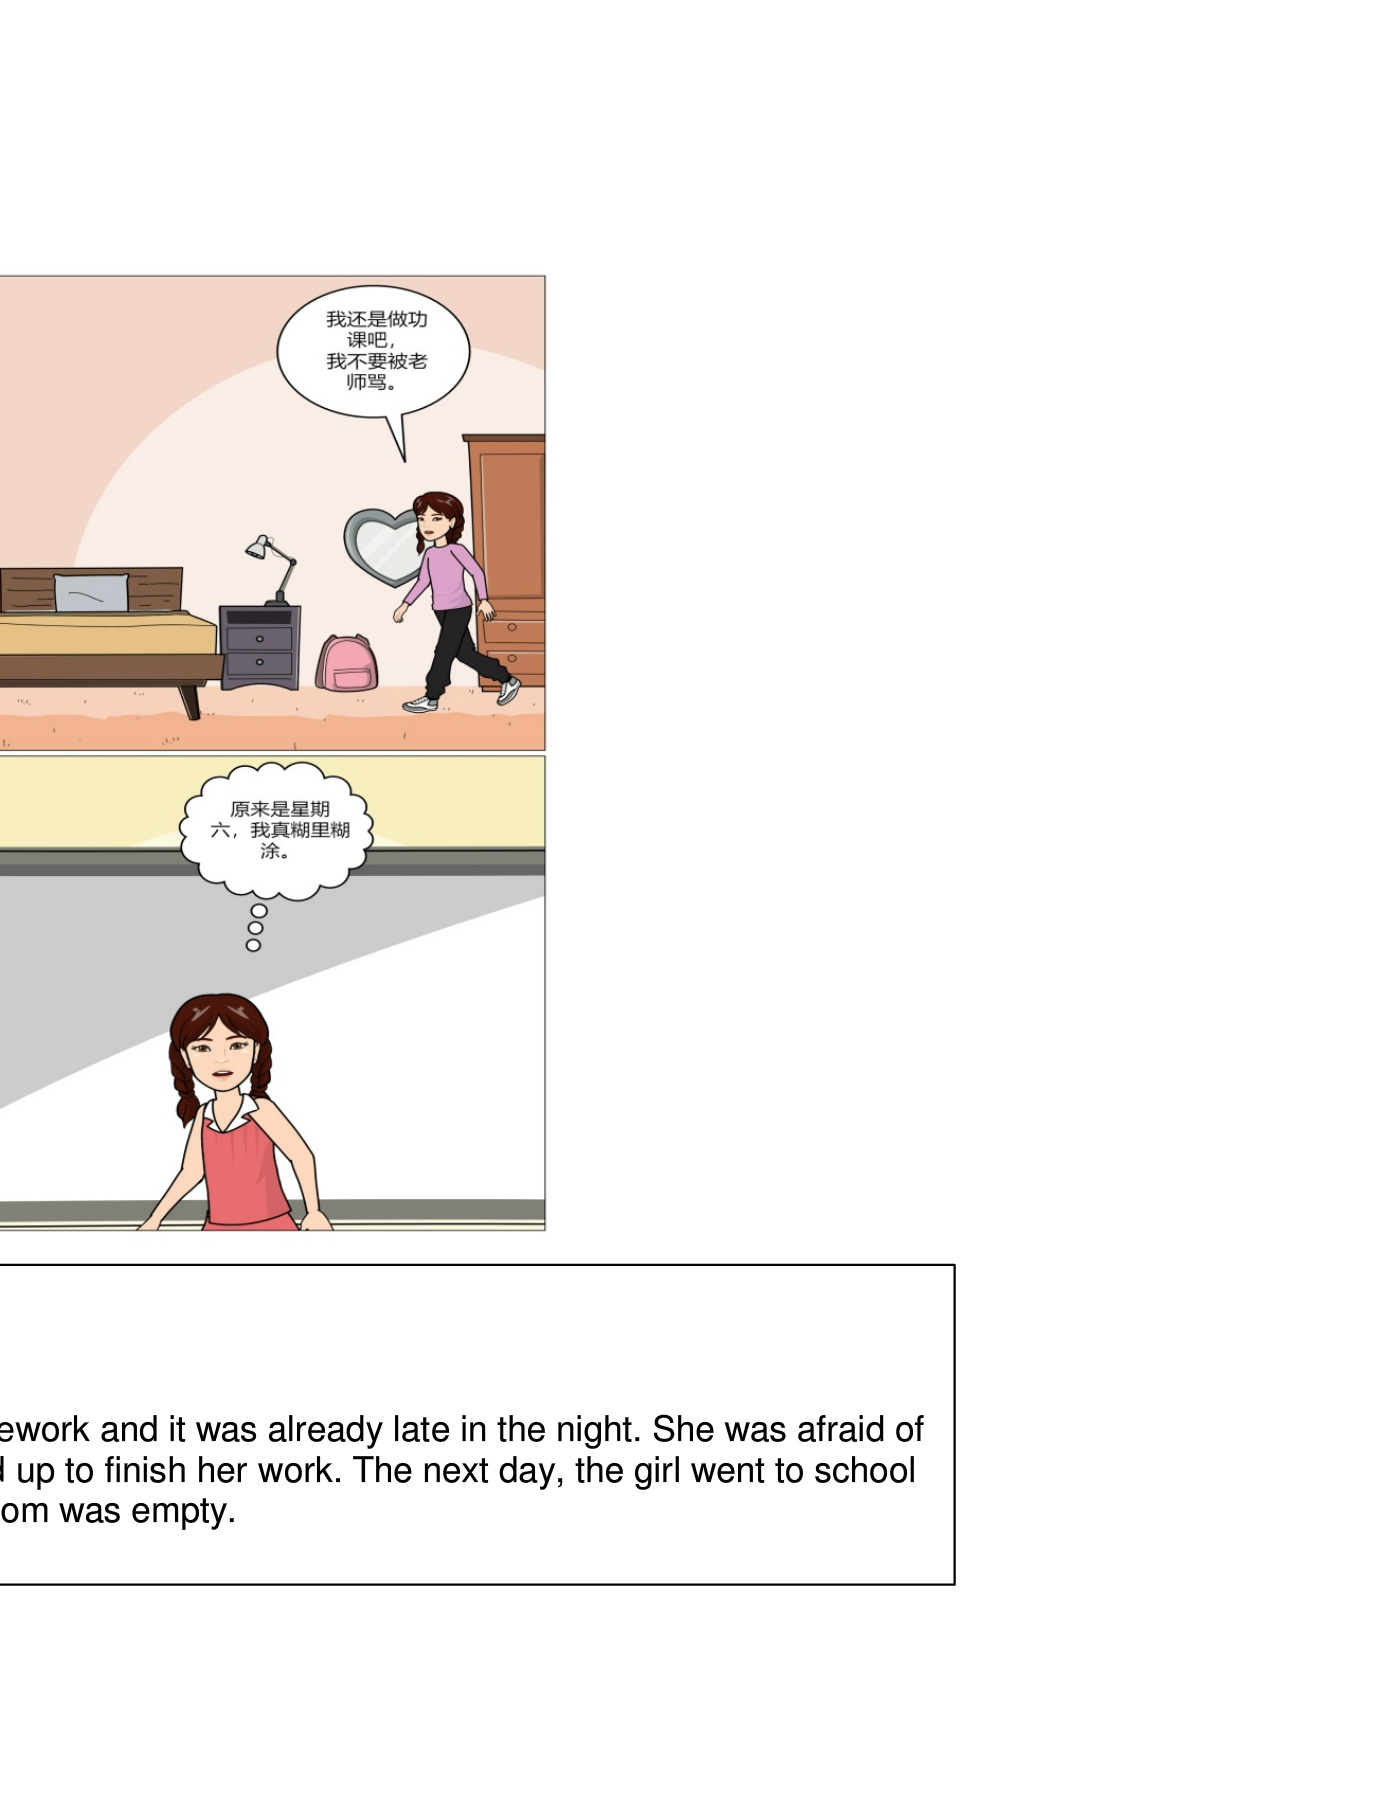 我还是做功
课吧，
我不要被老
师骂。
原来是星期
六，我真糊里糊
涂。
ework and it was already late in the night. She was afraid of
d up to finish her work. The next day, the girl went to school
om was empty.